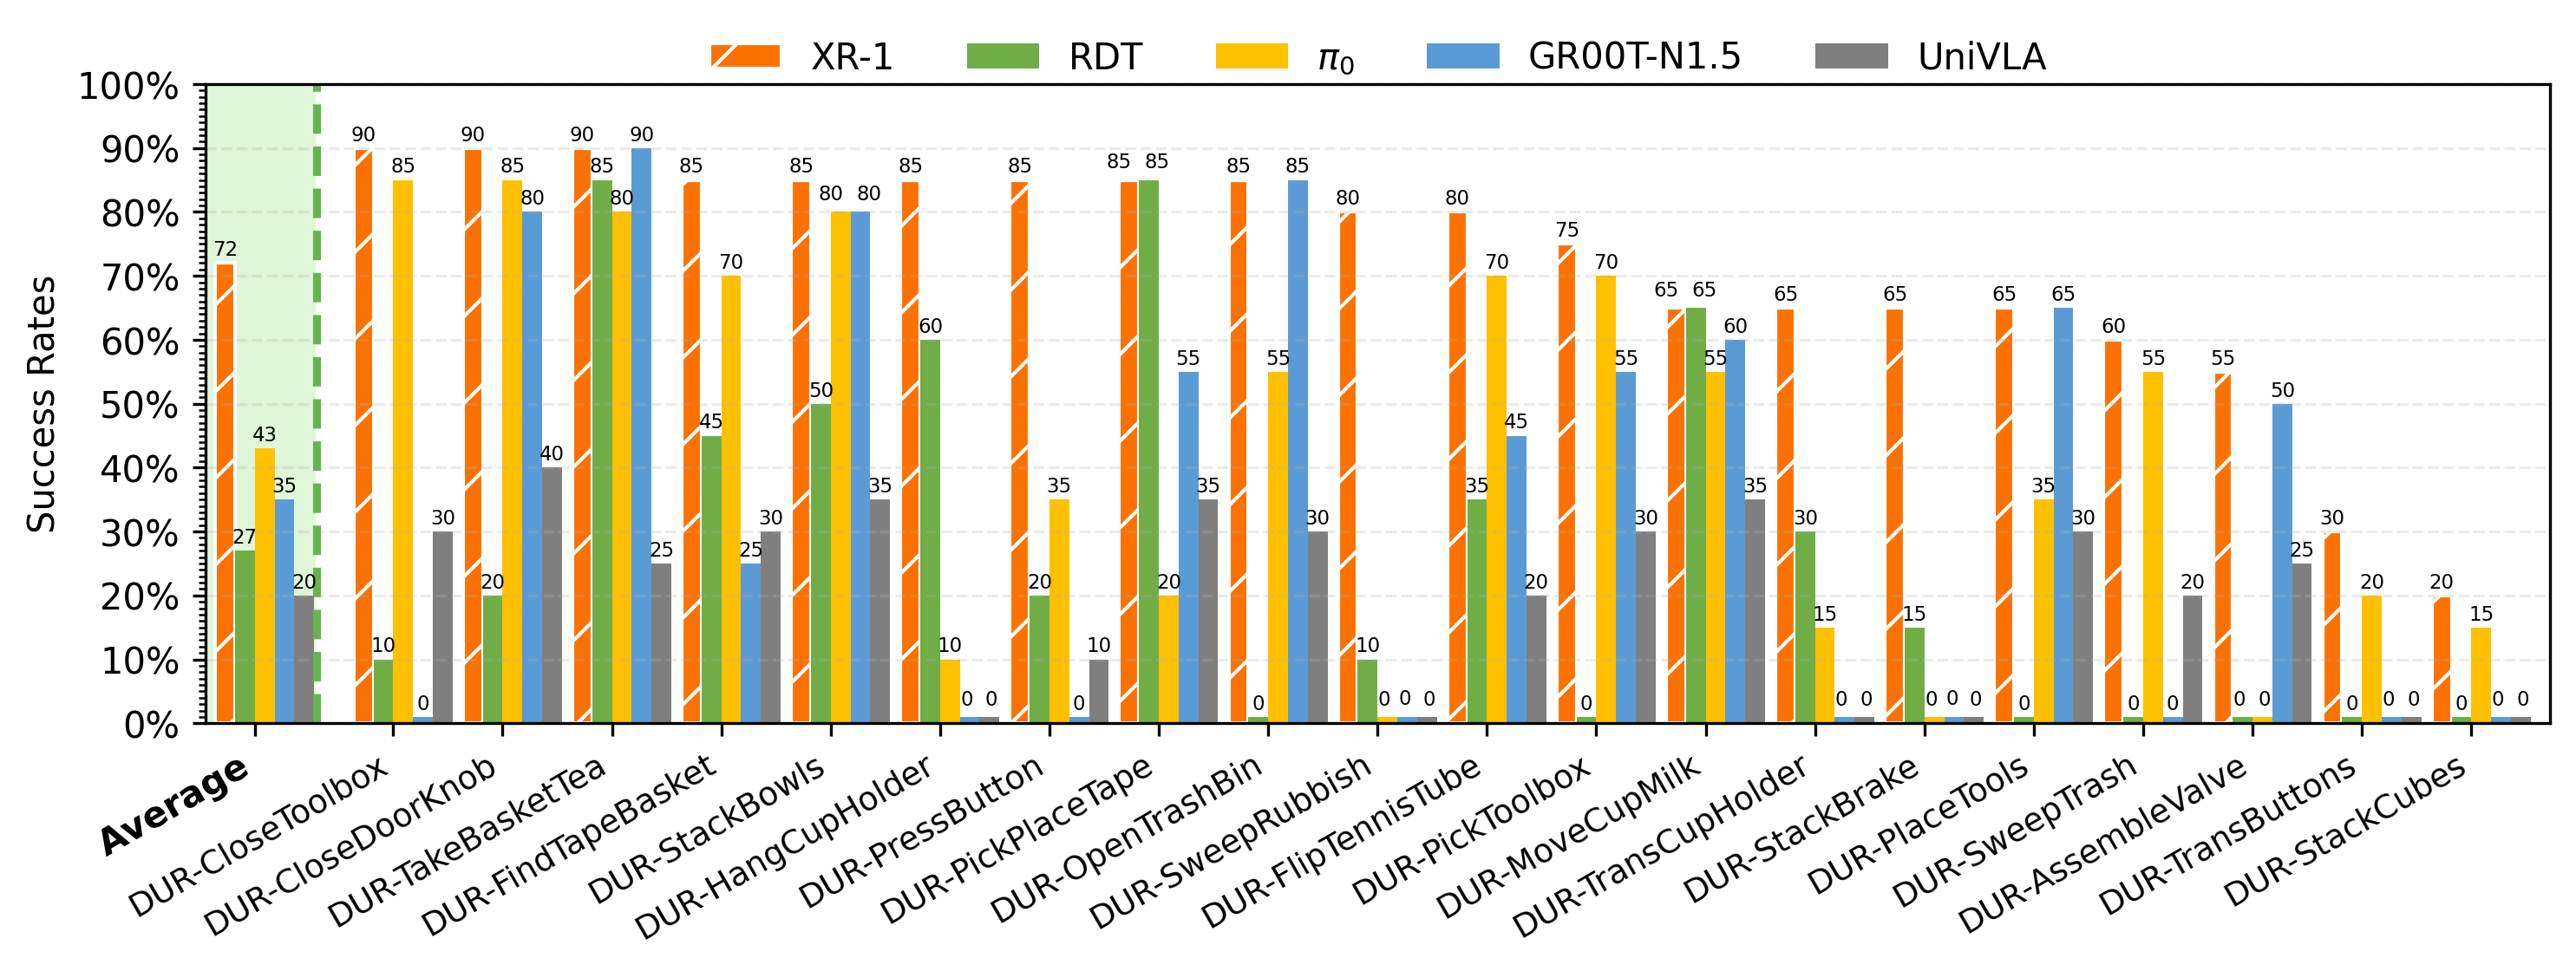 XR-1 RDT π0 GR00T-N1.5 UniVLA
Success Rates
100%
90%
80%
70%
60%
50%
40%
30%
20%
10%
0%
72 27 43 35 20
90 10 85 0 30
90 20 85 80 40
90 85 80 90 25
85 45 70 25 30
85 50 80 80 35
85 60 10 0 0
85 20 35 0 10
85 85 20 55 35
85 0 55 85 30
80 10 0 0 0
80 35 70 45 20
75 0 70 55 30
65 65 55 60 35
65 30 15 0 0
65 15 0 0 0
65 0 35 65 30
60 0 55 0 20
55 0 0 50 25
30 0 20 0 0
20 0 15 0 0
Average
DUR-CloseToolbox
DUR-CloseDoorKnob
DUR-TakeBasketTea
DUR-FindTapeBasket
DUR-StackBowls
DUR-HangCupHolder
DUR-PressButton
DUR-PickPlaceTape
DUR-OpenTrashBin
DUR-SweepRubbish
DUR-FlipTennisTube
DUR-PickToolbox
DUR-MoveCupMilk
DUR-TransCupHolder
DUR-StackBrake
DUR-PlaceTools
DUR-SweepTrash
DUR-AssembleValve
DUR-TransButtons
DUR-StackCubes